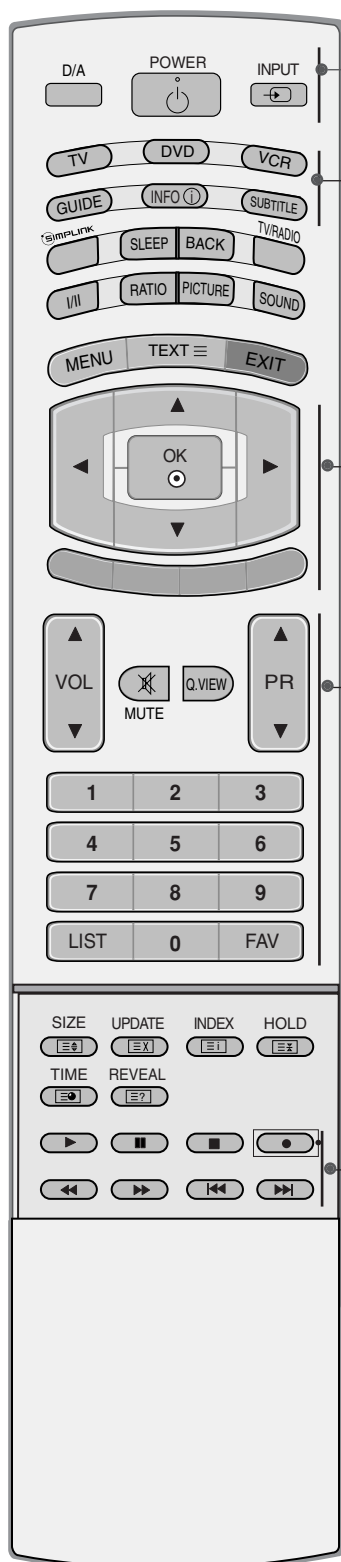 D/A POWER INPUT
TV DVD VCR
GUIDE INFO i SUBTITLE
SIMPLINK SLEEP BACK TV/RADIO
I/II RATIO PICTURE SOUND
MENU TEXT EXIT
OK
VOL MUTE Q.VIEW PR
1 2 3
4 5 6
7 8 9
LIST 0 FAV
SIZE UPDATE INDEX HOLD
X i
TIME REVEAL
?